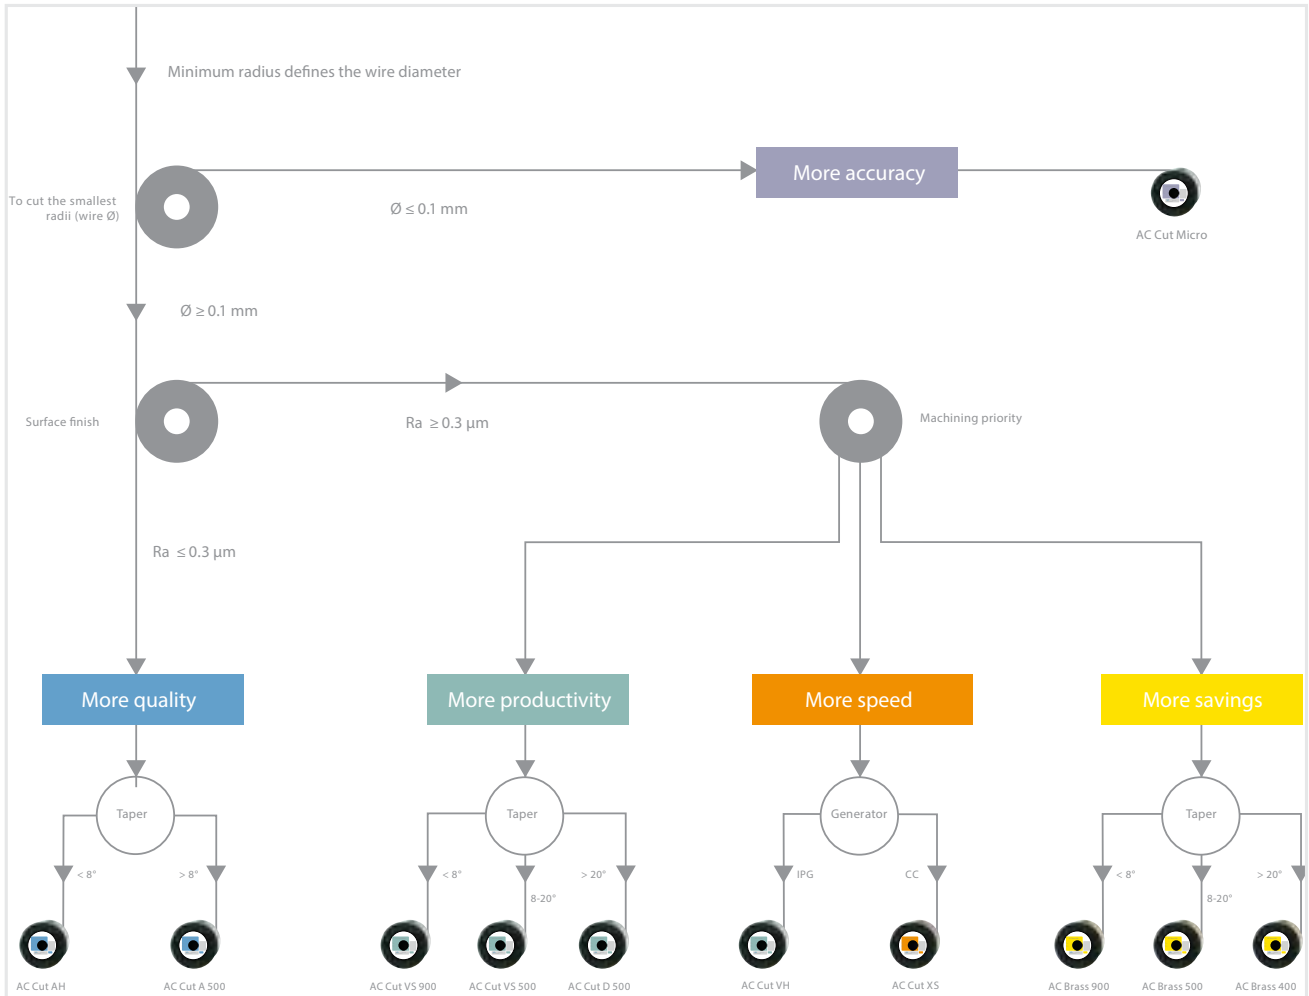 Minimum radius defines the wire diameter
To cut the smallest
radii (wire Ø)
Ø ≤ 0.1 mm
More accuracy
AC Cut Micro
Ø ≥ 0.1 mm
Surface finish
Ra ≥ 0.3 µm
Machining priority
Ra ≤ 0.3 µm
More quality
More productivity
More speed
More savings
Taper
Taper
Generator
Taper
< 8°
> 8°
< 8°
8-20°
> 20°
IPG
CC
< 8°
8-20°
> 20°
AC Cut AH
AC Cut A 500
AC Cut VS 900
AC Cut VS 500
AC Cut D 500
AC Cut VH
AC Cut XS
AC Brass 900
AC Brass 500
AC Brass 400